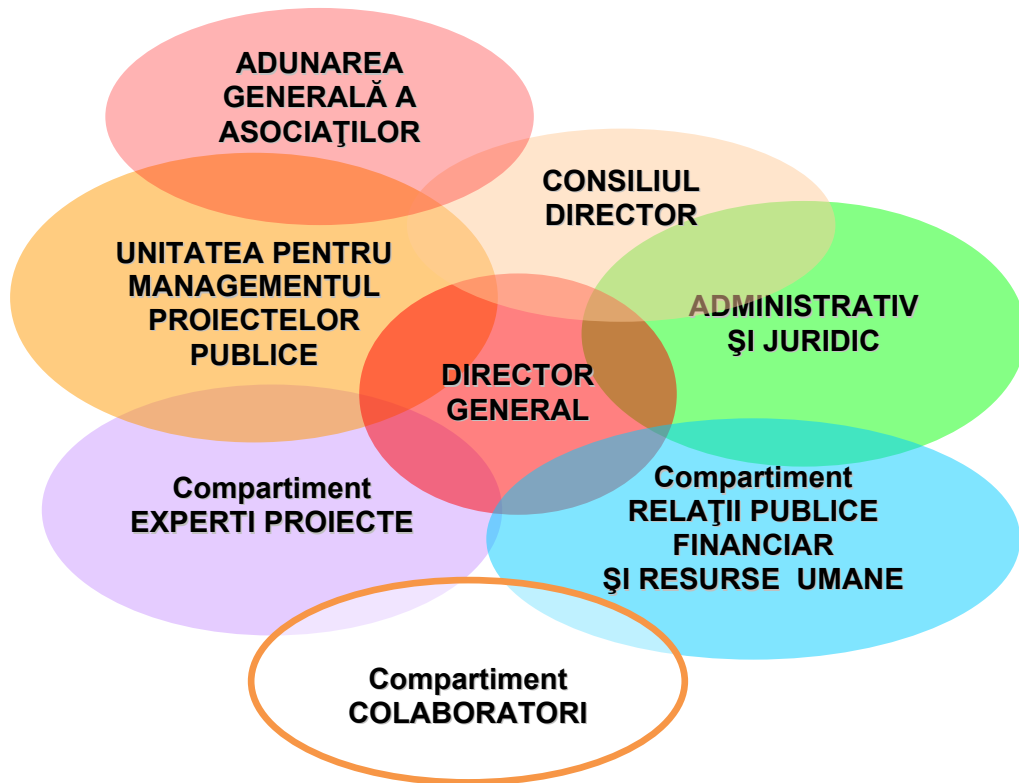 ADUNAREA
GENERALĂ A
ASOCIAŢILOR
CONSILIUL
DIRECTOR
UNITATEA PENTRU
MANAGEMENTUL
PROIECTELOR
PUBLICE
ADMINISTRATIV
ŞI JURIDIC
DIRECTOR
GENERAL
Compartiment
EXPERTI PROIECTE
Compartiment
RELAŢII PUBLICE
FINANCIAR
ŞI RESURSE UMANE
Compartiment
COLABORATORI